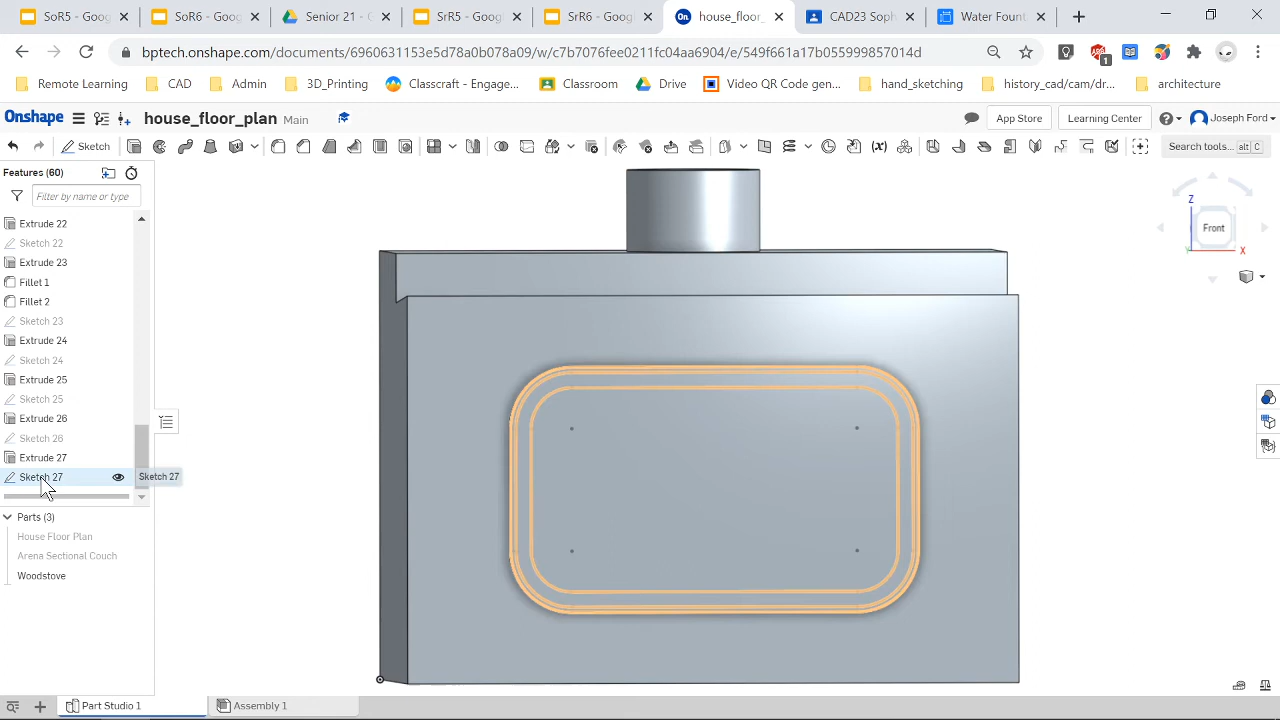 SoR5 - Goog
SoR6 - Goog
Senior 21 - G
SrR5 - Goog
SrR6 - Goog
house_floor_
CAD23 Soph
Water Fount
bptech.onshape.com/documents/6960631153e5d78a0b078a09/w/c7b7076fee0211fc04aa6904/e/549f661a17b055999857014d
Remote Learning
CAD
Admin
3D_Printing
Classcraft - Engage...
Classroom
Drive
Video QR Code gen...
hand_sketching
history_cad/cam/dr...
architecture
Onshape
house_floor_plan Main
App Store
Learning Center
Joseph Ford
Sketch
Search tools... alt C
Features (60)
Filter by name or type
Extrude 22
Sketch 22
Extrude 23
Fillet 1
Fillet 2
Sketch 23
Extrude 24
Sketch 24
Extrude 25
Sketch 25
Extrude 26
Sketch 26
Extrude 27
Sketch 27
Sketch 27
Parts (3)
House Floor Plan
Arena Sectional Couch
Woodstove
Z
Front
Y
X
Part Studio 1
Assembly 1